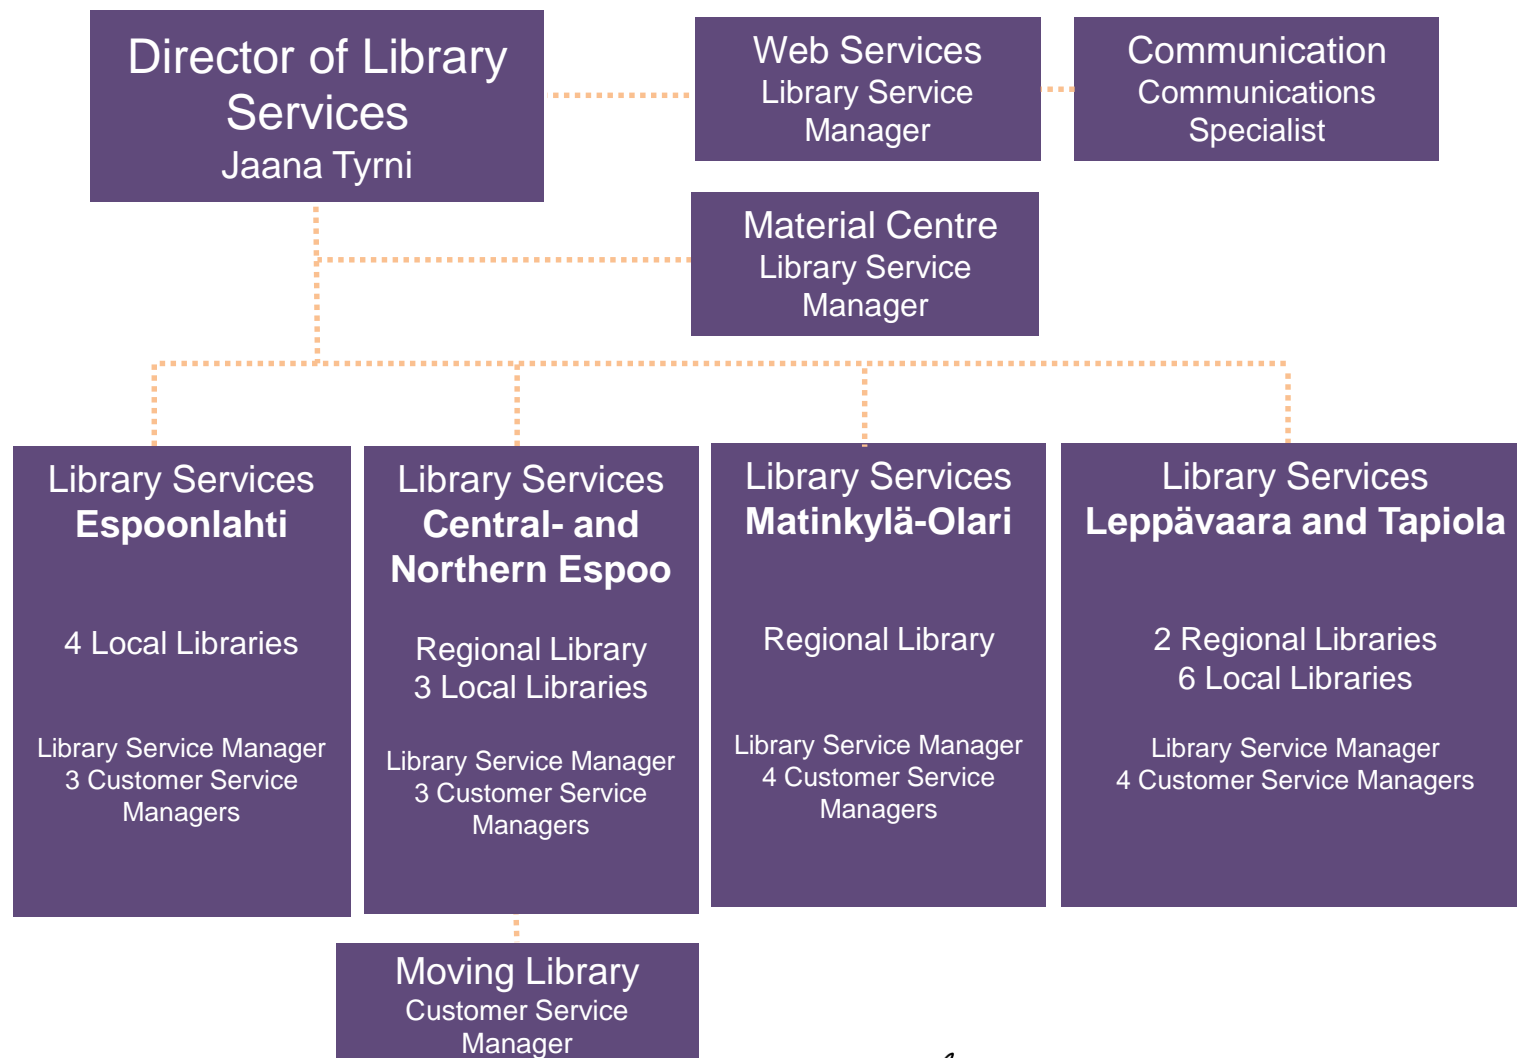 Director of Library
Services
Jaana Tyrni
Web Services
Library Service
Manager
Communication
Communications
Specialist
Material Centre
Library Service
Manager
Library Services
Espoonlahti
4 Local Libraries
Library Service Manager
3 Customer Service
Managers
Library Services
Central- and
Northern Espoo
Regional Library
3 Local Libraries
Library Service Manager
3 Customer Service
Managers
Library Services
Matinkylä-Olari
Regional Library
Library Service Manager
4 Customer Service
Managers
Library Services
Leppävaara and Tapiola
2 Regional Libraries
6 Local Libraries
Library Service Manager
4 Customer Service Managers
Moving Library
Customer Service
Manager